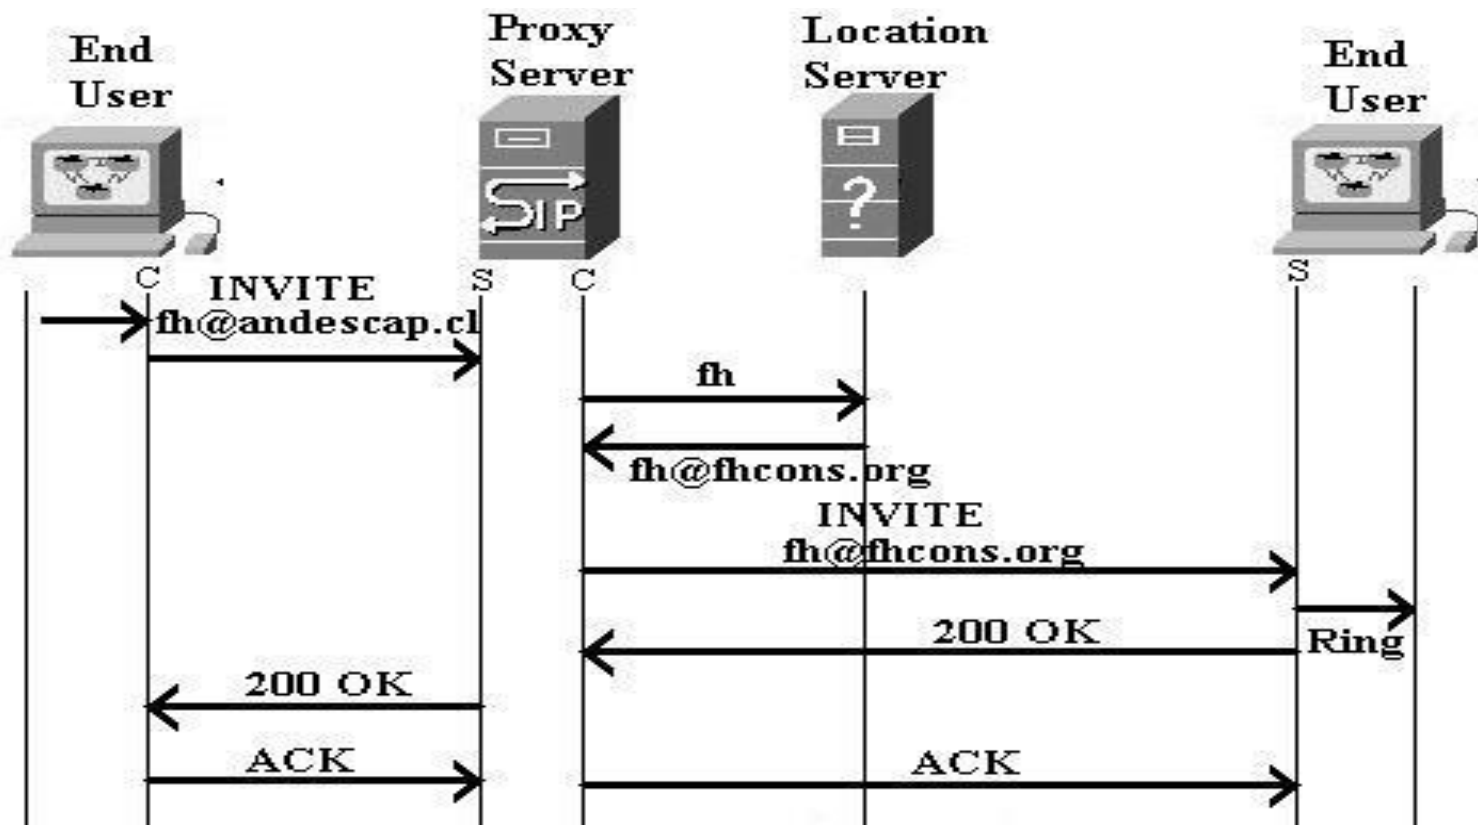 End
User
Proxy
Server
Location
Server
End
User
SIP
?
C
S
C
S
INVITE
fh@andescap.cl
fh
fh@fhcons.org
INVITE
fh@fhcons.org
Ring
200 OK
200 OK
ACK
ACK